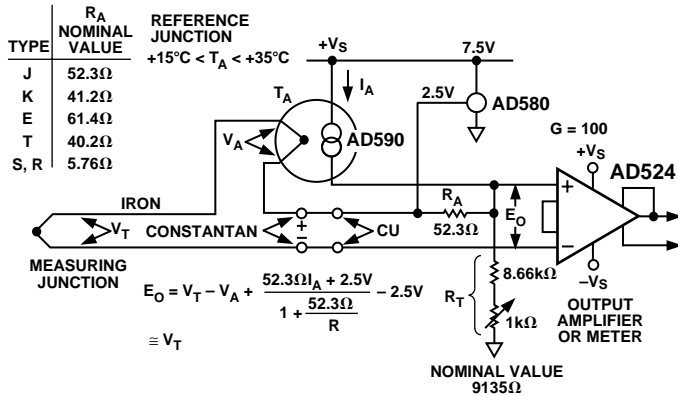 TYPE
R_A
NOMINAL
VALUE
J 52.3Ω
K 41.2Ω
E 61.4Ω
T 40.2Ω
S, R 5.76Ω
REFERENCE
JUNCTION
+15°C < T_A < +35°C
+V_S
7.5V
T_A
I_A
2.5V
AD580
V_A
AD590
G = 100
+V_S
AD524
IRON
R_A
+
E_O
V_T
CONSTANTAN
+
–
CU
52.3Ω
–
MEASURING
JUNCTION
8.66kΩ
–V_S
R_T
OUTPUT
AMPLIFIER
OR METER
1kΩ
E_O = V_T – V_A + (52.3ΩI_A + 2.5V) / (1 + 52.3Ω / R) – 2.5V
≅ V_T
NOMINAL VALUE
9135Ω